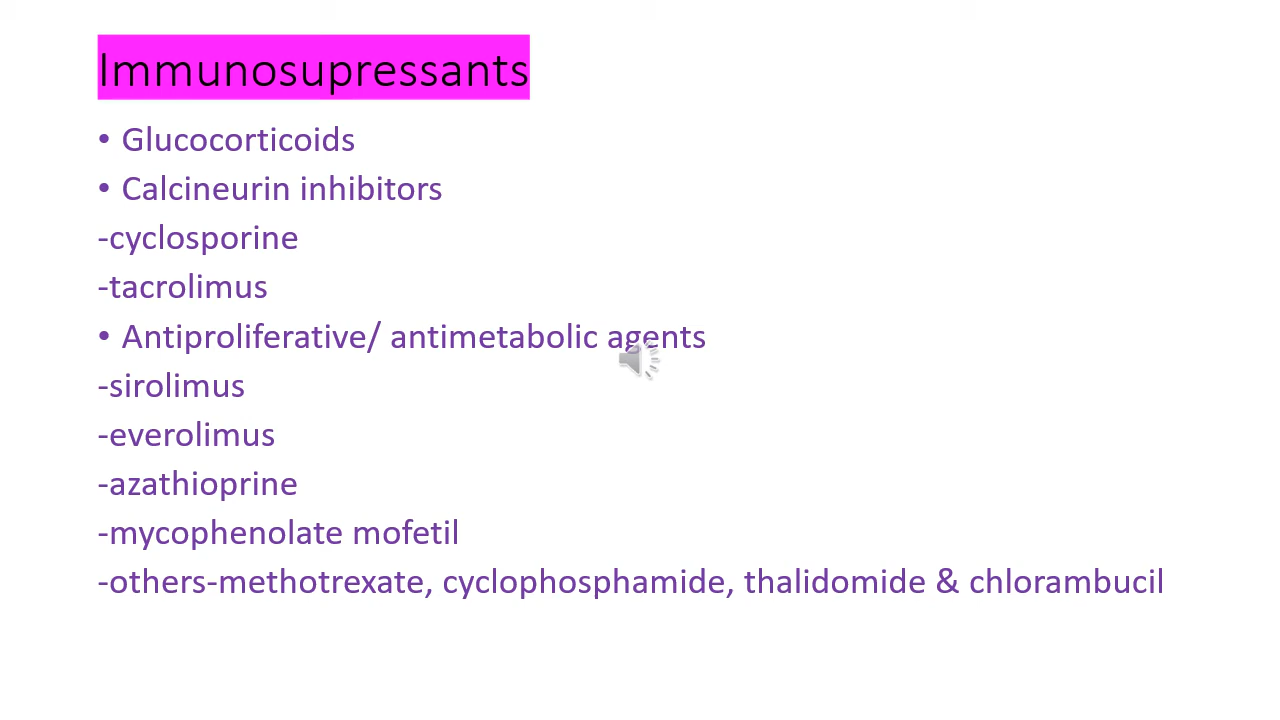 Immunosupressants
• Glucocorticoids
• Calcineurin inhibitors
-cyclosporine
-tacrolimus
• Antiproliferative/ antimetabolic agents
-sirolimus
-everolimus
-azathioprine
-mycophenolate mofetil
-others-methotrexate, cyclophosphamide, thalidomide & chlorambucil